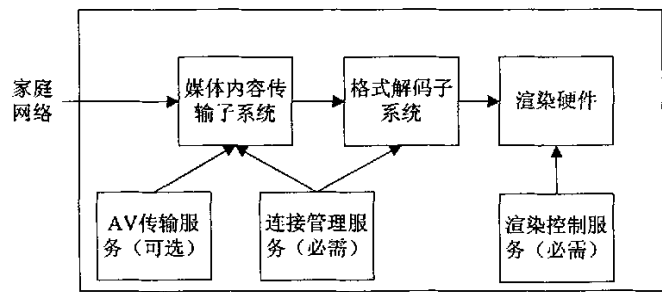 家庭
网络
媒体内容传
输子系统
格式解码子
系统
渲染硬件
AV传输服
务（可选）
连接管理服
务（必需）
渲染控制服
务（必需）